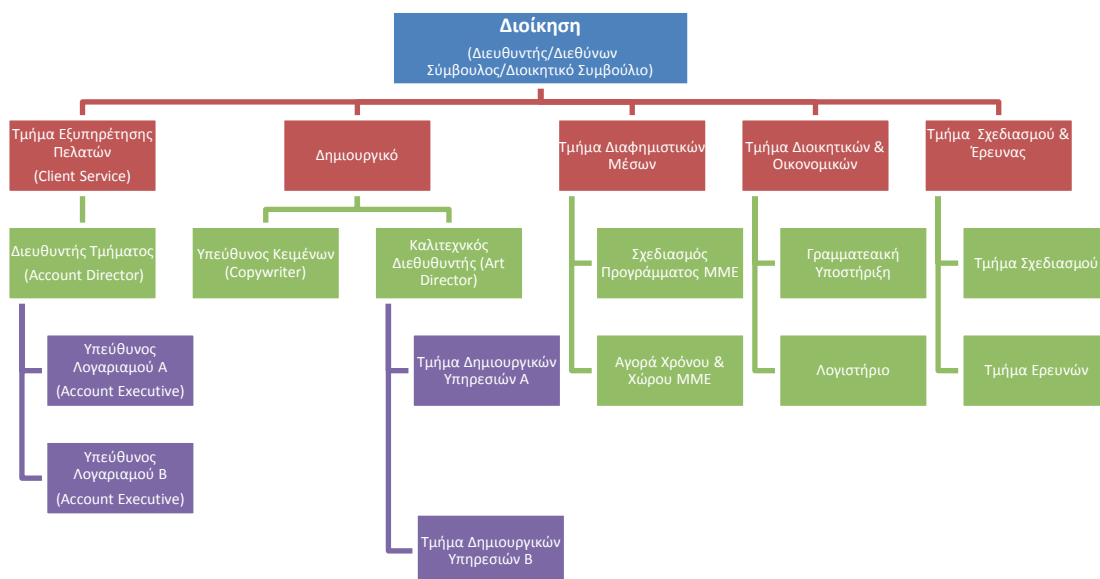 Διοίκηση
(Διευθυντής/Διεθύνων
Σύμβουλος/Διοικητικό Συμβούλιο)
Τμήμα Εξυπηρέτησης
Πελατών
(Client Service)
Δημιουργικό
Τμήμα Διαφημιστικών
Μέσων
Τμήμα Διοικητικών &
Οικονομικών
Τμήμα Σχεδιασμού &
Έρευνας
Διευθυντής Τμήματος
(Account Director)
Υπεύθυνος Κειμένων
(Copywriter)
Καλιτεχνκός
Διεθυθυντής (Art
Director)
Σχεδιασμός
Προγράμματος ΜΜΕ
Γραμματεαική
Υποστήριξη
Τμήμα Σχεδιασμού
Υπεύθυνος
Λογαριασμού Α
(Account Executive)
Τμήμα Δημιουργικών
Υπηρεσιών Α
Αγορά Χρόνου &
Χώρου ΜΜΕ
Λογιστήριο
Τμήμα Ερευνών
Υπεύθυνος
Λογαριασμού Β
(Account Executive)
Τμήμα Δημιουργικών
Υπηρεσιών Β